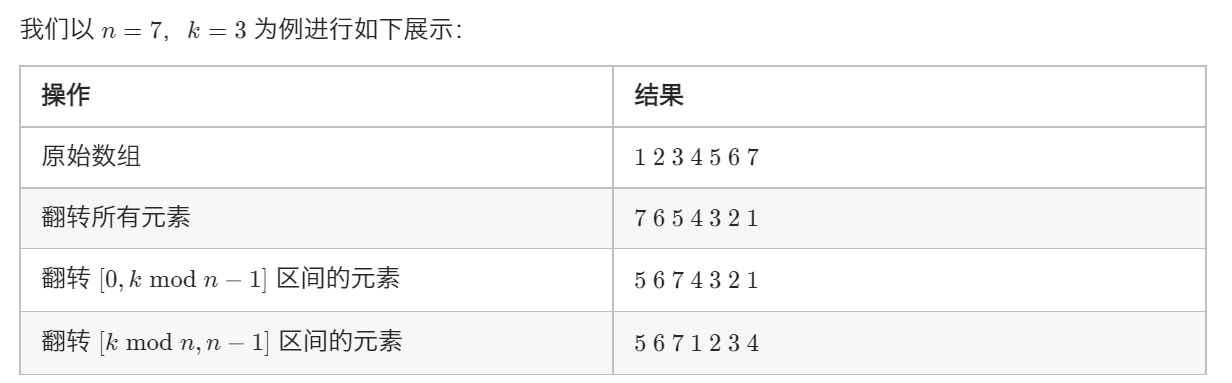 我们以 n = 7, k = 3 为例进行如下展示：
操作 结果
原始数组 1 2 3 4 5 6 7
翻转所有元素 7 6 5 4 3 2 1
翻转 [0, k mod n − 1] 区间的元素 5 6 7 4 3 2 1
翻转 [k mod n, n − 1] 区间的元素 5 6 7 1 2 3 4